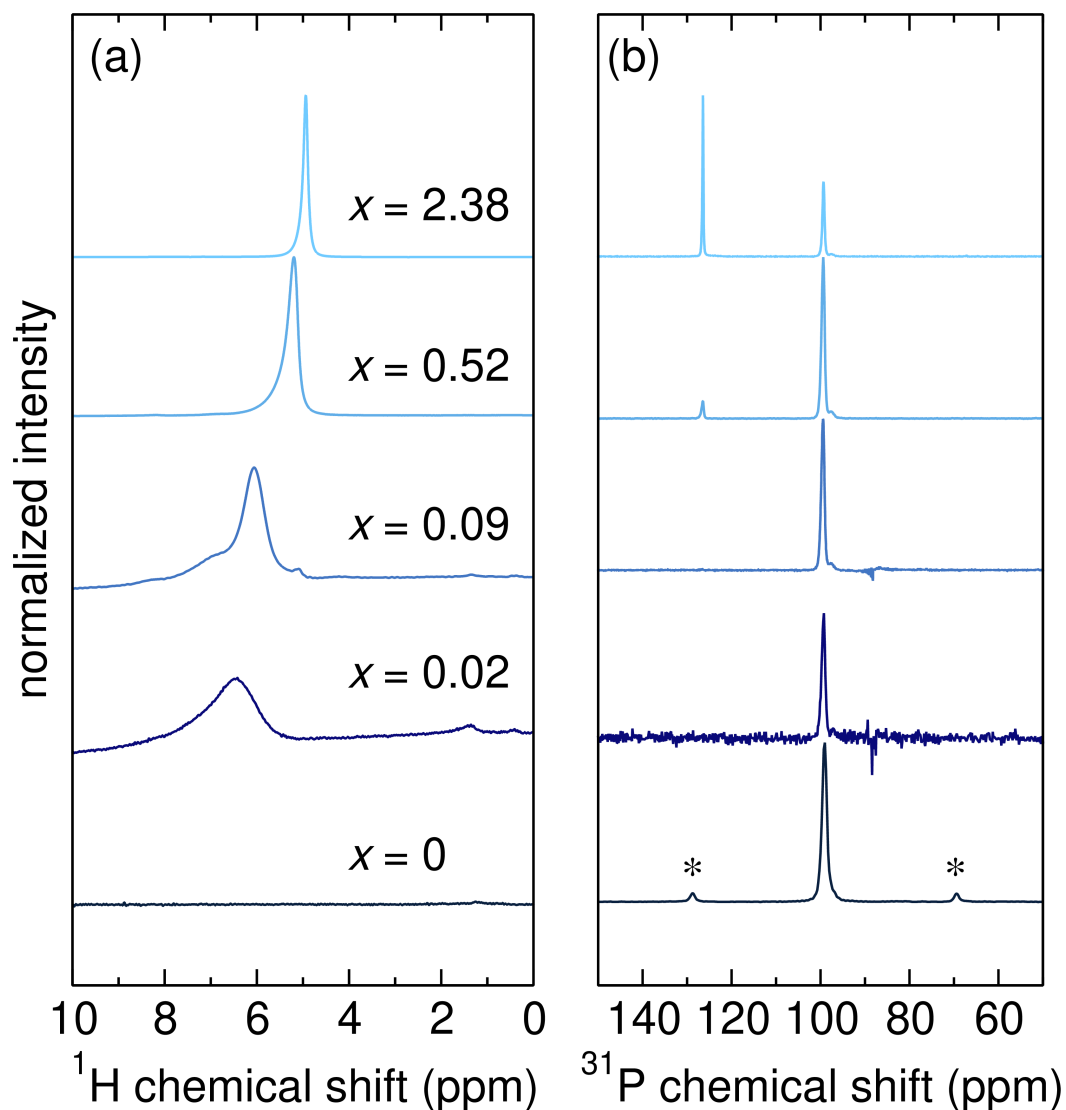 (a)
(b)
x = 2.38
x = 0.52
x = 0.09
x = 0.02
x = 0
* *
normalized intensity
10 8 6 4 2 0
140 120 100 80 60
¹H chemical shift (ppm)
³¹P chemical shift (ppm)